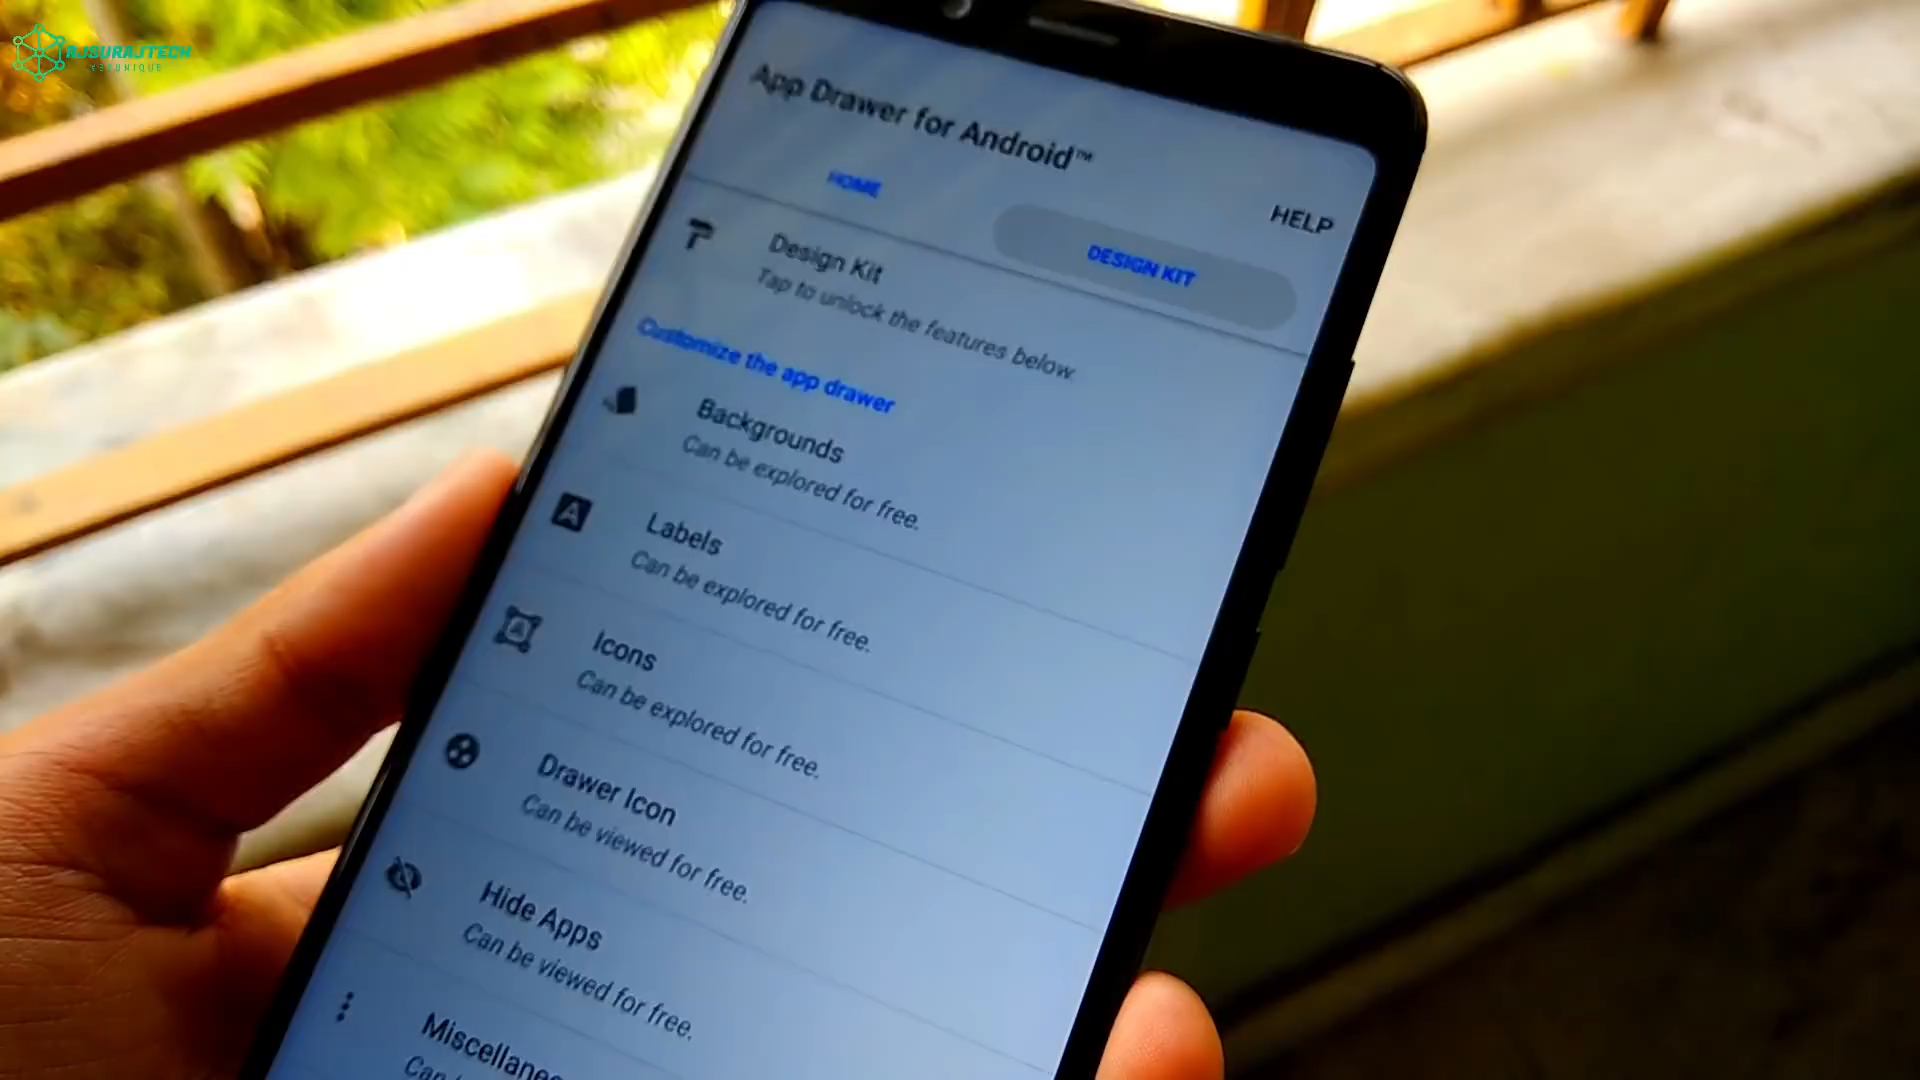 RJSURAJTECH
#BEUNIQUE
App Drawer for Android™
HELP
HOME
DESIGN KIT
Design Kit
Tap to unlock the features below.
Customize the app drawer
Backgrounds
Can be explored for free.
Labels
Can be explored for free.
Icons
Can be explored for free.
Drawer Icon
Can be viewed for free.
Hide Apps
Can be viewed for free.
Can